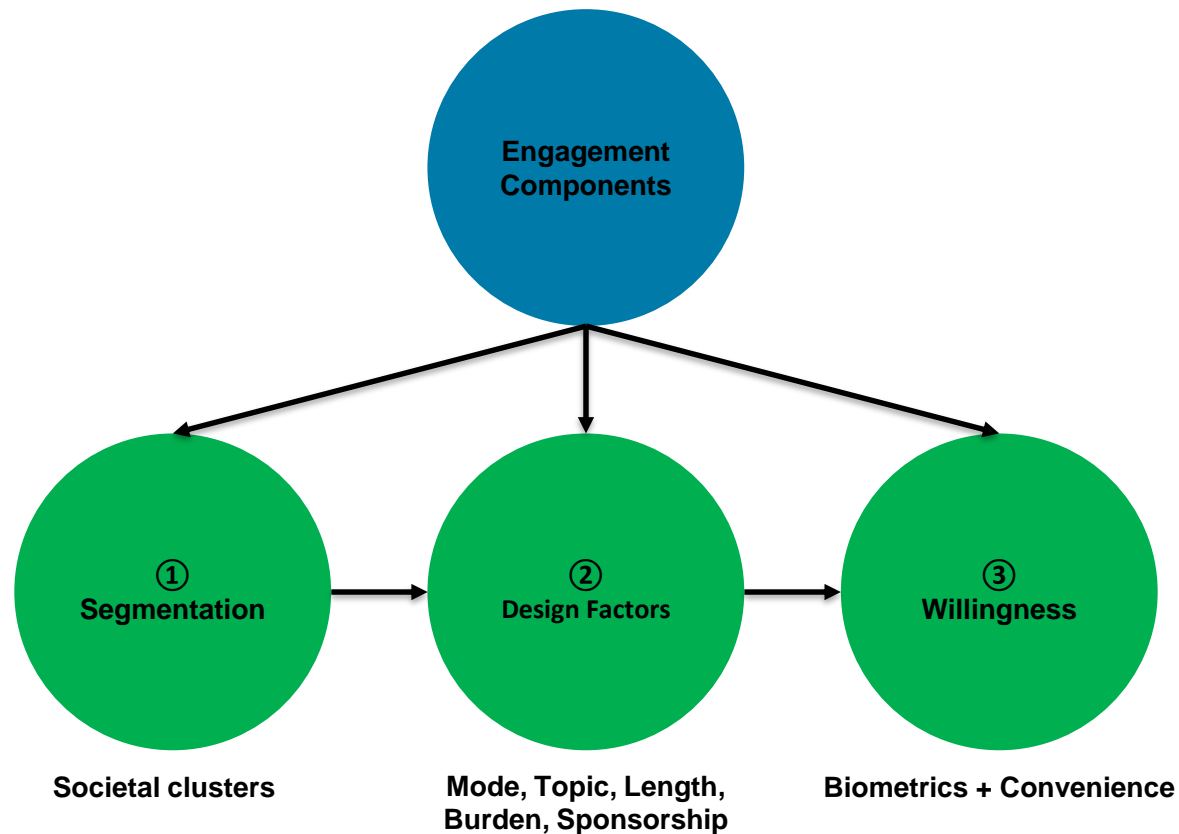 Engagement
Components
①
Segmentation
②
Design Factors
③
Willingness
Societal clusters
Mode, Topic, Length,
Burden, Sponsorship
Biometrics + Convenience